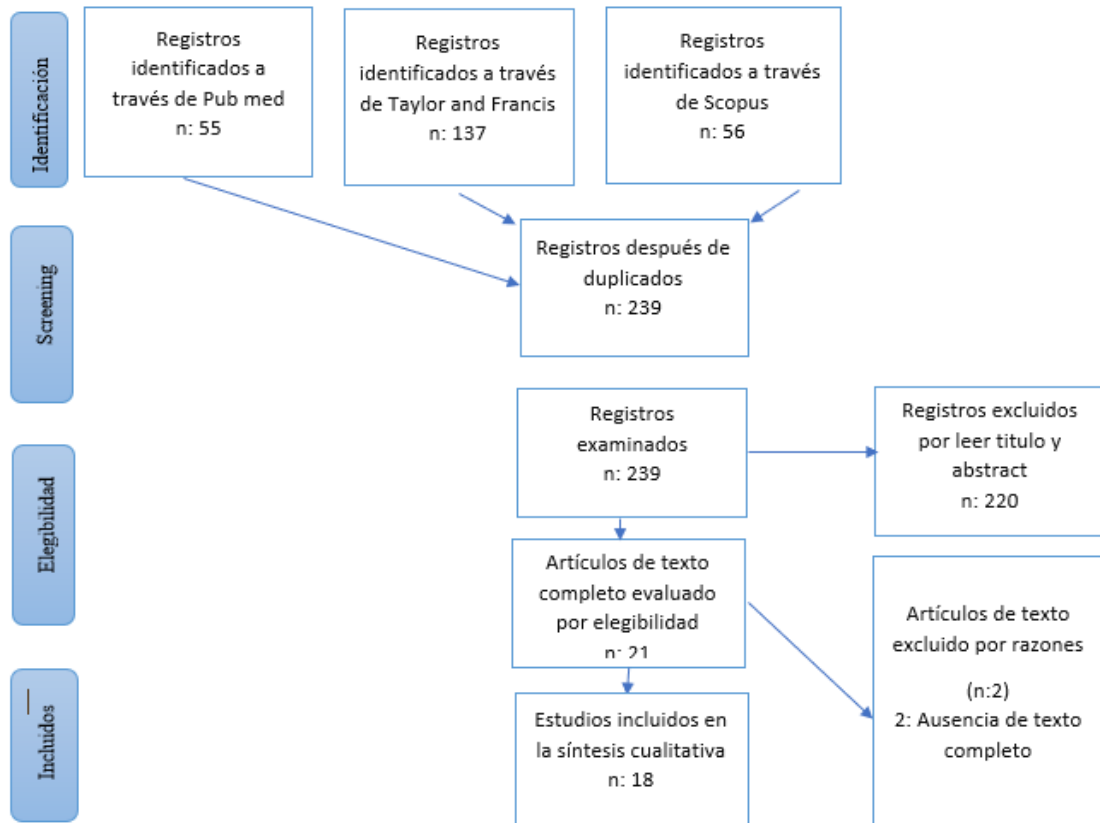 Identificación
Registros
identificados a
través de Pub med
n: 55
Registros
identificados a través
de Taylor and Francis
n: 137
Registros
identificados a través
de Scopus
n: 56
Screening
Registros después de
duplicados
n: 239
Elegibilidad
Registros
examinados
n: 239
Registros excluidos
por leer titulo y
abstract
n: 220
Artículos de texto
completo evaluado
por elegibilidad
n: 21
Artículos de texto
excluido por razones
(n:2)
2: Ausencia de texto
completo
Incluidos
Estudios incluidos en
la síntesis cualitativa
n: 18